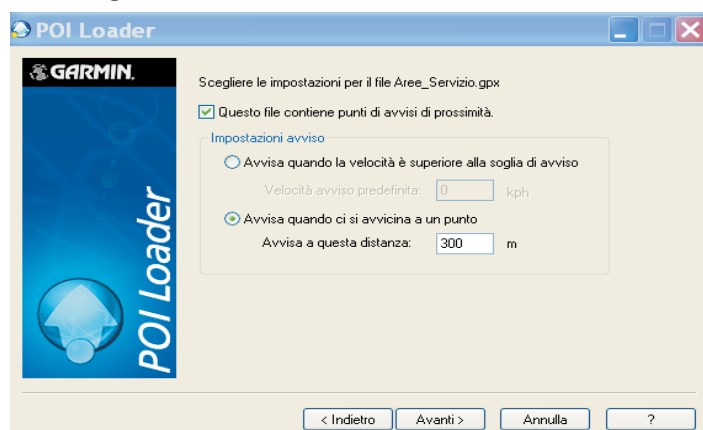 POI Loader
GARMIN.
POI Loader
Scegliere le impostazioni per il file Aree_Servizio.gpx
Questo file contiene punti di avvisi di prossimità.
Impostazioni avviso
Avvisa quando la velocità è superiore alla soglia di avviso
Velocità avviso predefinita: 0 kph
Avvisa quando ci si avvicina a un punto
Avvisa a questa distanza: 300 m
< Indietro Avanti > Annulla ?